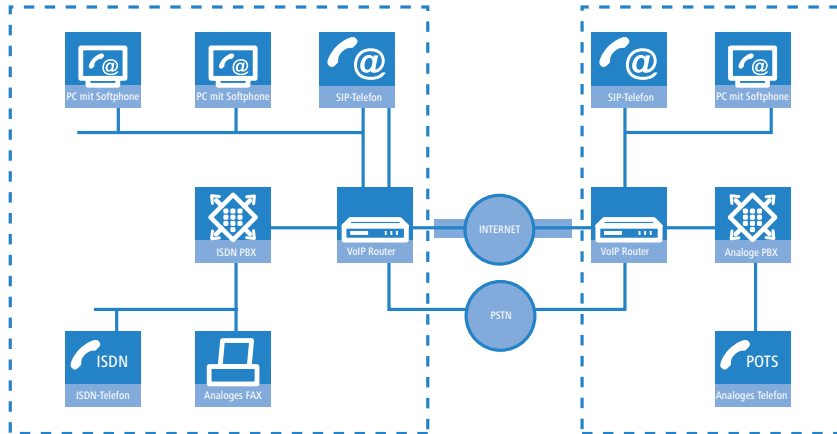 @
@
@
@
@
PC mit Softphone
PC mit Softphone
SIP-Telefon
SIP-Telefon
PC mit Softphone
INTERNET
ISDN PBX
VoIP Router
VoIP Router
Analoge PBX
PSTN
ISDN
POTS
ISDN-Telefon
Analoges FAX
Analoges Telefon